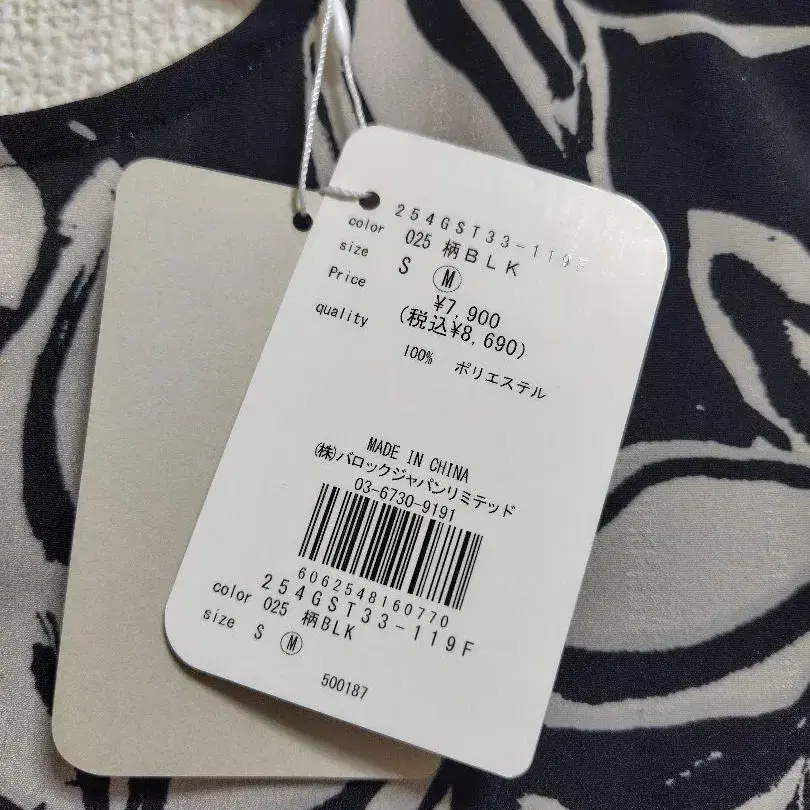 254GST33-119F
color 025 柄BLK
size S Ⓜ
Price ¥7,900
(税込¥8,690)
quality 100% ポリエステル
MADE IN CHINA
㈱バロックジャパンリミテッド
03-6730-9191
6062548160770
254GST33-119F
color 025 柄BLK
size S Ⓜ
500187